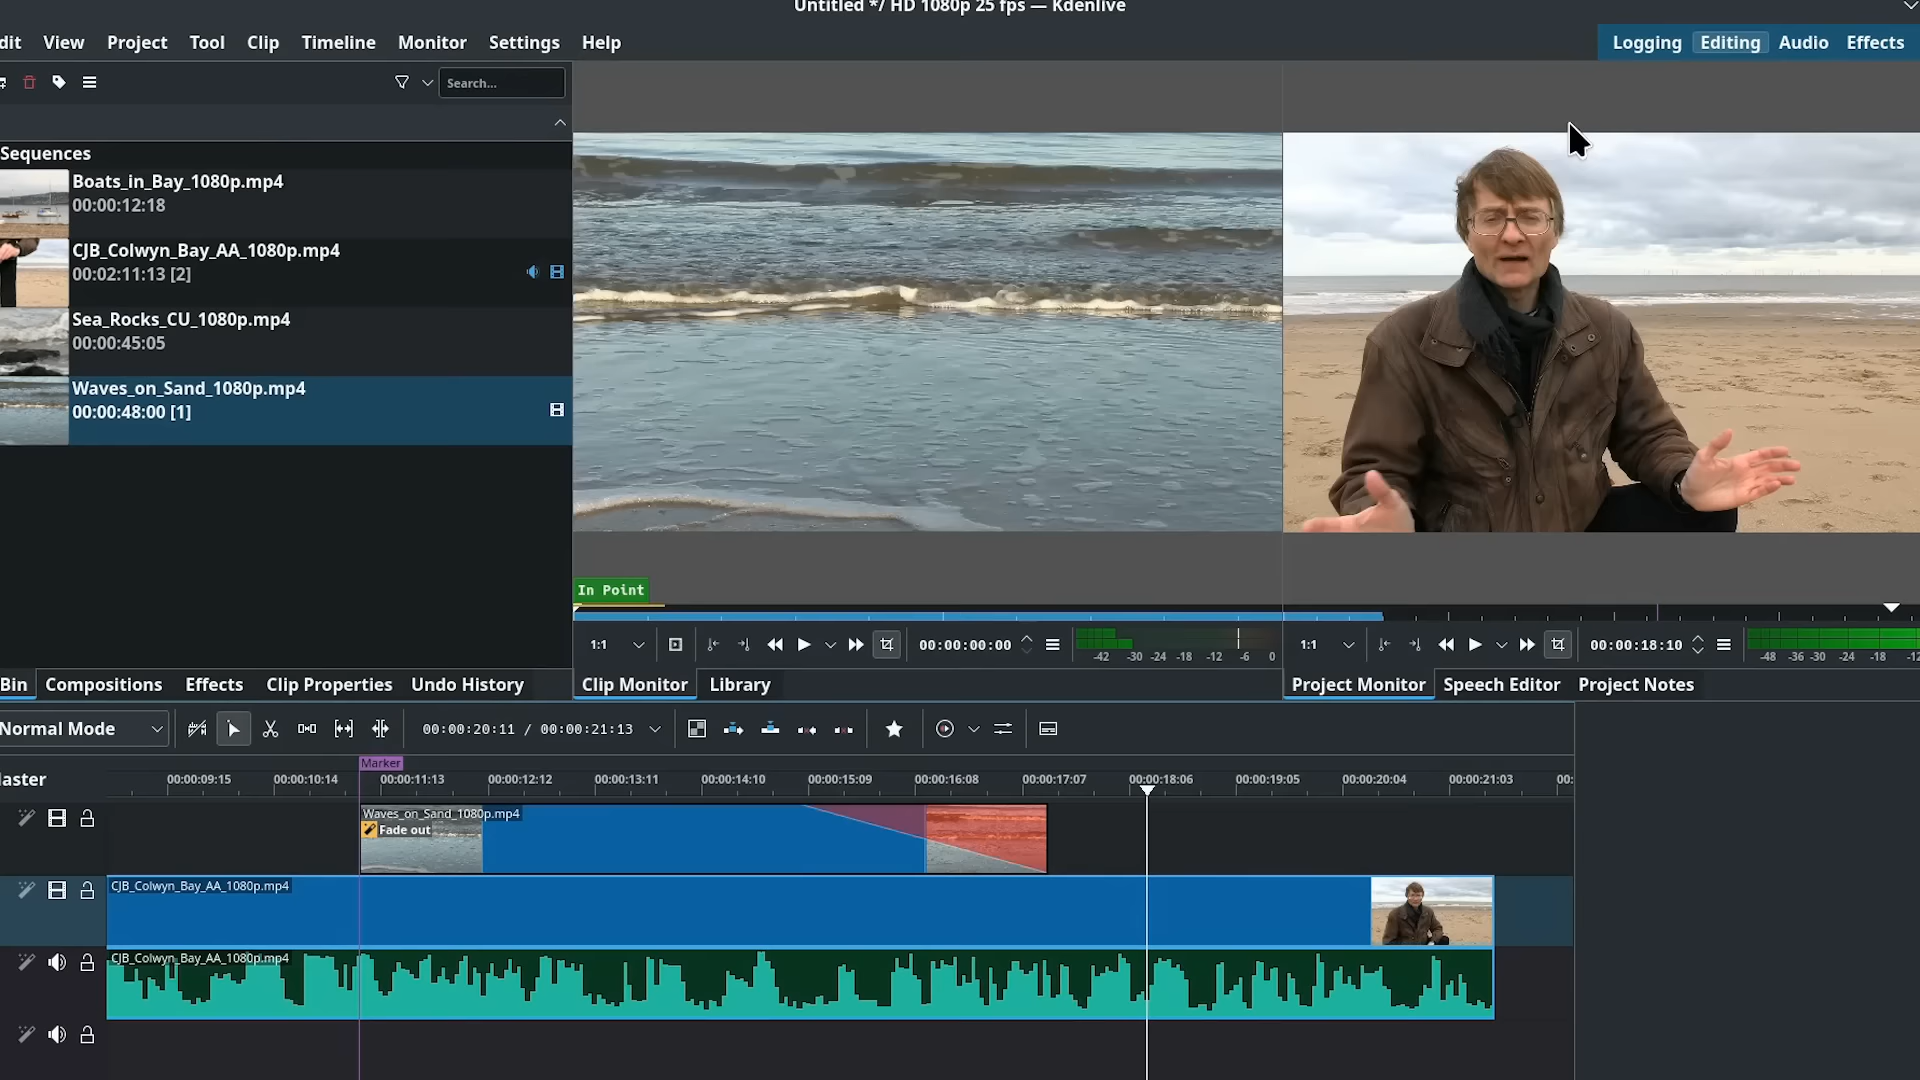 Untitled */ HD 1080p 25 fps — Kdenlive
dit View Project Tool Clip Timeline Monitor Settings Help
Logging Editing Audio Effects
Search...
Sequences
Boats_in_Bay_1080p.mp4
00:00:12:18
CJB_Colwyn_Bay_AA_1080p.mp4
00:02:11:13 [2]
Sea_Rocks_CU_1080p.mp4
00:00:45:05
Waves_on_Sand_1080p.mp4
00:00:48:00 [1]
In Point
1:1 00:00:00:00 -42 -30 -24 -18 -12 -6 0
1:1 00:00:18:10 -48 -36 -30 -24 -18 -12
Bin Compositions Effects Clip Properties Undo History
Clip Monitor Library
Project Monitor Speech Editor Project Notes
Normal Mode 00:00:20:11 / 00:00:21:13
Marker
aster 00:00:09:15 00:00:10:14 00:00:11:13 00:00:12:12 00:00:13:11 00:00:14:10 00:00:15:09 00:00:16:08 00:00:17:07 00:00:18:06 00:00:19:05 00:00:20:04 00:00:21:03 00:
Waves_on_Sand_1080p.mp4
Fade out
CJB_Colwyn_Bay_AA_1080p.mp4
CJB_Colwyn_Bay_AA_1080p.mp4